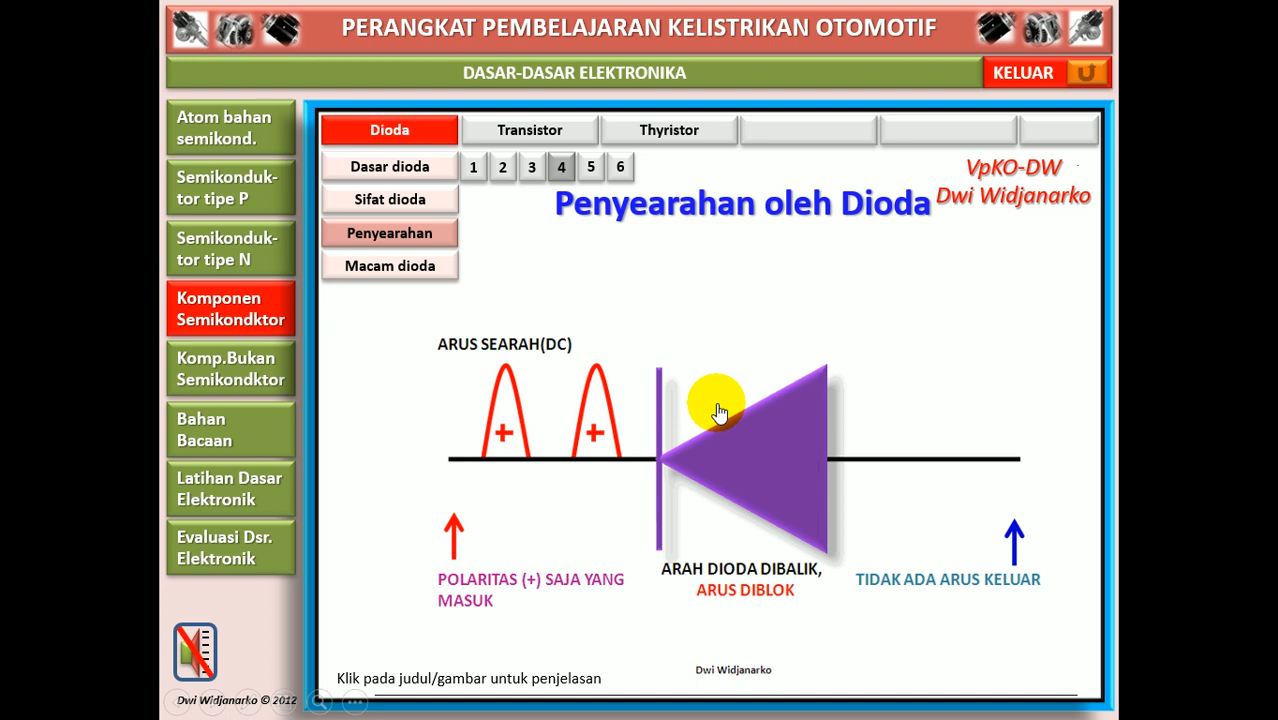 PERANGKAT PEMBELAJARAN KELISTRIKAN OTOMOTIF
DASAR-DASAR ELEKTRONIKA
KELUAR
Atom bahan
semikond.
Semikonduk-
tor tipe P
Semikonduk-
tor tipe N
Komponen
Semikondktor
Komp.Bukan
Semikondktor
Bahan
Bacaan
Latihan Dasar
Elektronik
Evaluasi Dsr.
Elektronik
Dioda
Transistor
Thyristor
Dasar dioda
1 2 3 4 5 6
Sifat dioda
Penyearahan
Macam dioda
VpKO-DW
Dwi Widjanarko
Penyearahan oleh Dioda
ARUS SEARAH(DC)
+ +
POLARITAS (+) SAJA YANG
MASUK
ARAH DIODA DIBALIK,
ARUS DIBLOK
TIDAK ADA ARUS KELUAR
Dwi Widjanarko
Klik pada judul/gambar untuk penjelasan
Dwi Widjanarko © 2012